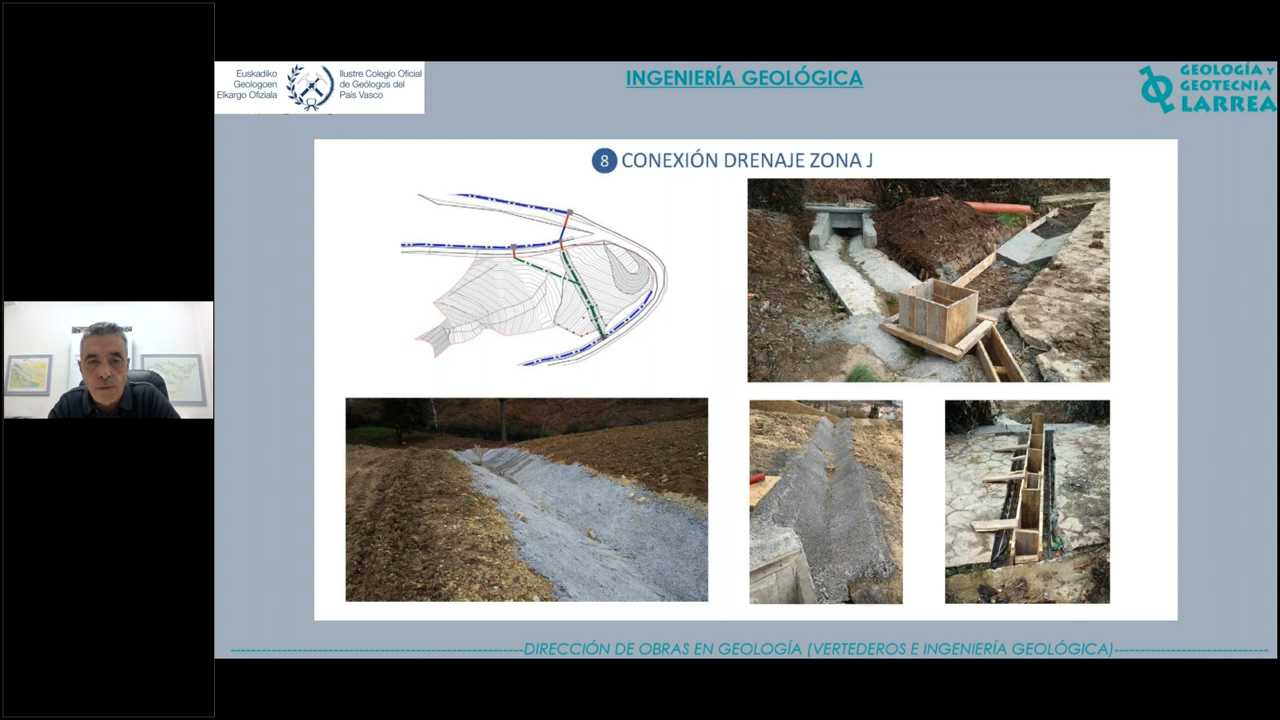 Euskadiko
Geologoen
Elkargo Ofiziala
Ilustre Colegio Oficial
de Geólogos del
País Vasco
INGENIERÍA GEOLÓGICA
GEOLOGÍA Y
GEOTECNIA
LARREA
8 CONEXIÓN DRENAJE ZONA J
DIRECCIÓN DE OBRAS EN GEOLOGÍA (VERTEDEROS E INGENIERÍA GEOLÓGICA)